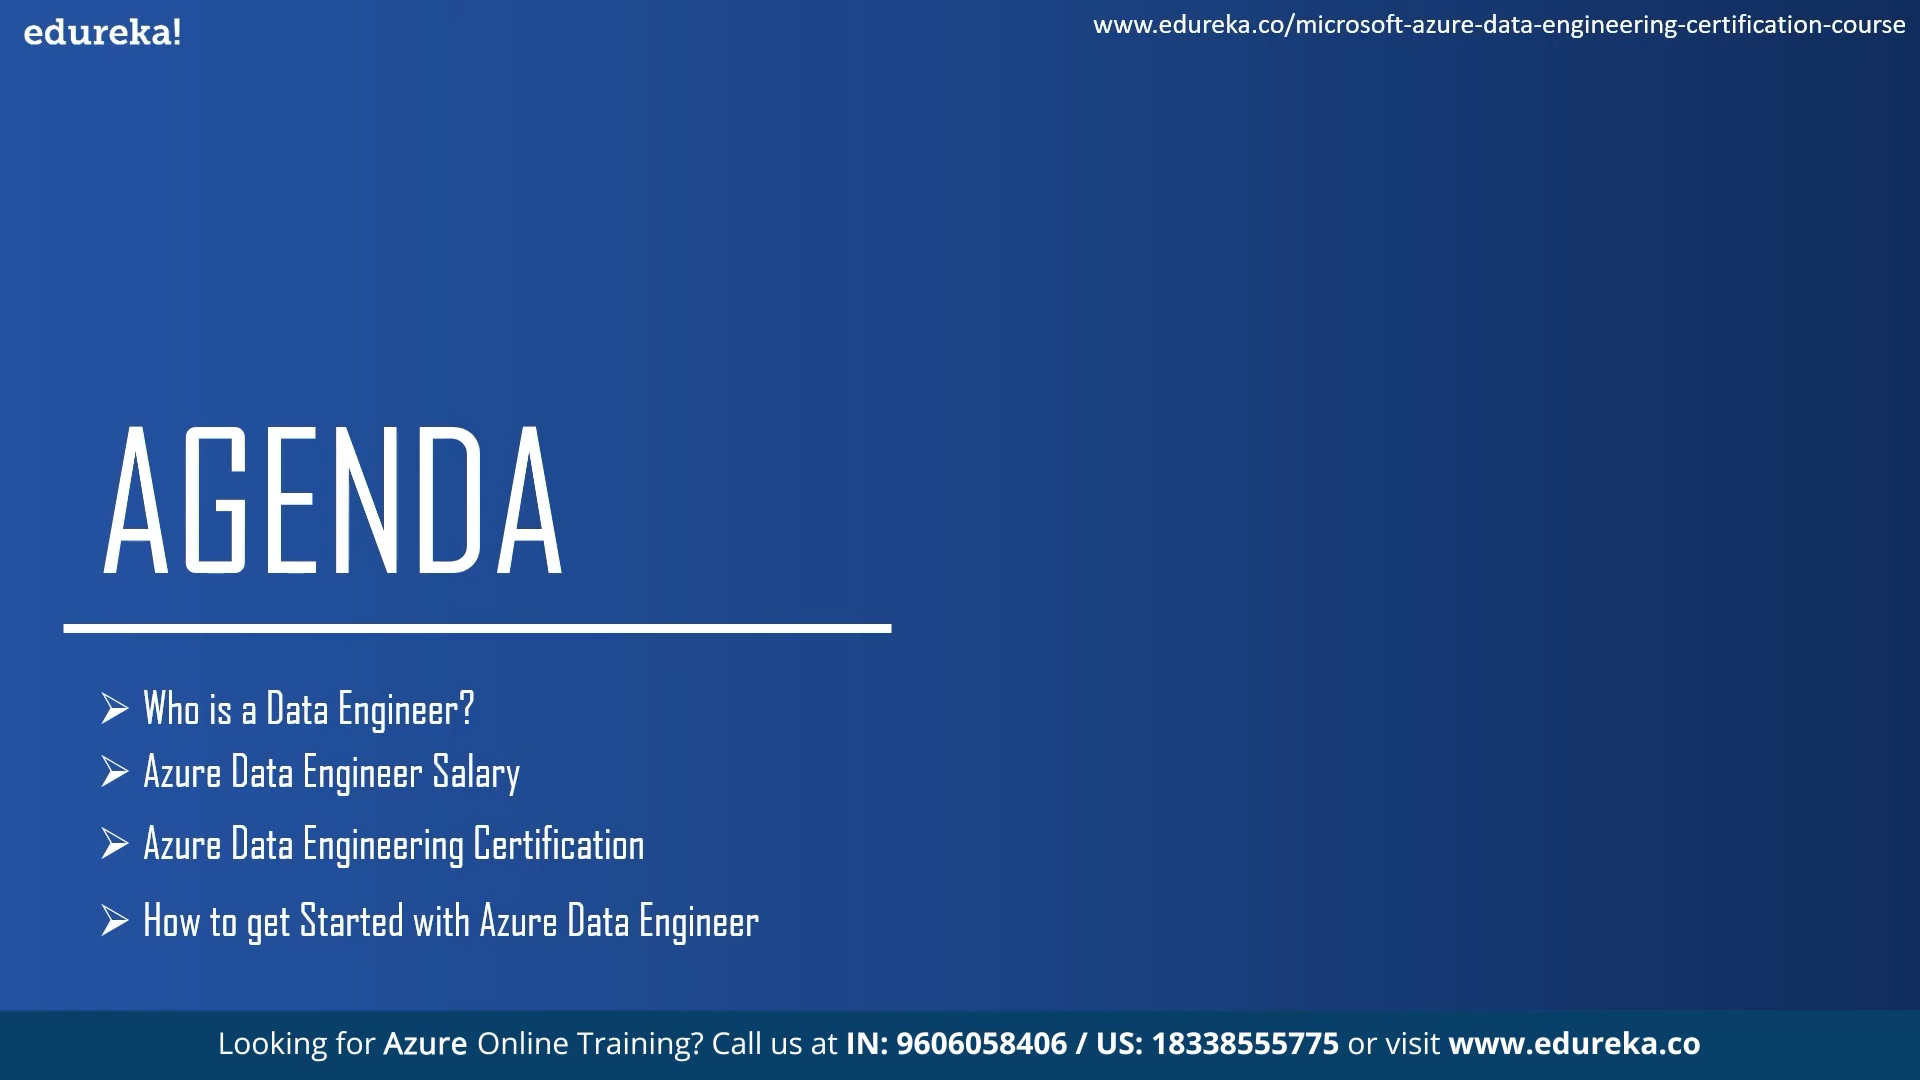 edureka!
www.edureka.co/microsoft-azure-data-engineering-certification-course
AGENDA
➢ Who is a Data Engineer?
➢ Azure Data Engineer Salary
➢ Azure Data Engineering Certification
➢ How to get Started with Azure Data Engineer
Looking for Azure Online Training? Call us at IN: 9606058406 / US: 18338555775 or visit www.edureka.co